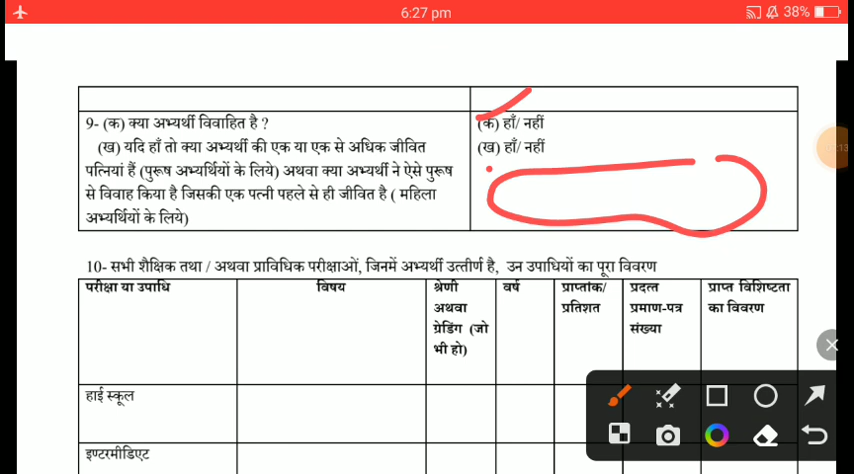 6:27 pm
38%
9- (क) क्या अभ्यर्थी विवाहित है ?
(क) हाँ/ नहीं
(ख) यदि हाँ तो क्या अभ्यर्थी की एक या एक से अधिक जीवित
(ख) हाँ/ नहीं
पत्नियां हैं (पुरूष अभ्यर्थियों के लिये) अथवा क्या अभ्यर्थी ने ऐसे पुरूष
से विवाह किया है जिसकी एक पत्नी पहले से ही जीवित है ( महिला
अभ्यर्थियों के लिये)
10- सभी शैक्षिक तथा / अथवा प्राविधिक परीक्षाओं, जिनमें अभ्यर्थी उत्तीर्ण है, उन उपाधियों का पूरा विवरण
परीक्षा या उपाधि
विषय
श्रेणी
अथवा
ग्रेडिंग (जो
भी हो)
वर्ष
प्राप्तांक/
प्रतिशत
प्रदत्त
प्रमाण-पत्र
संख्या
प्राप्त विशिष्टता
का विवरण
हाई स्कूल
इण्टरमीडिएट